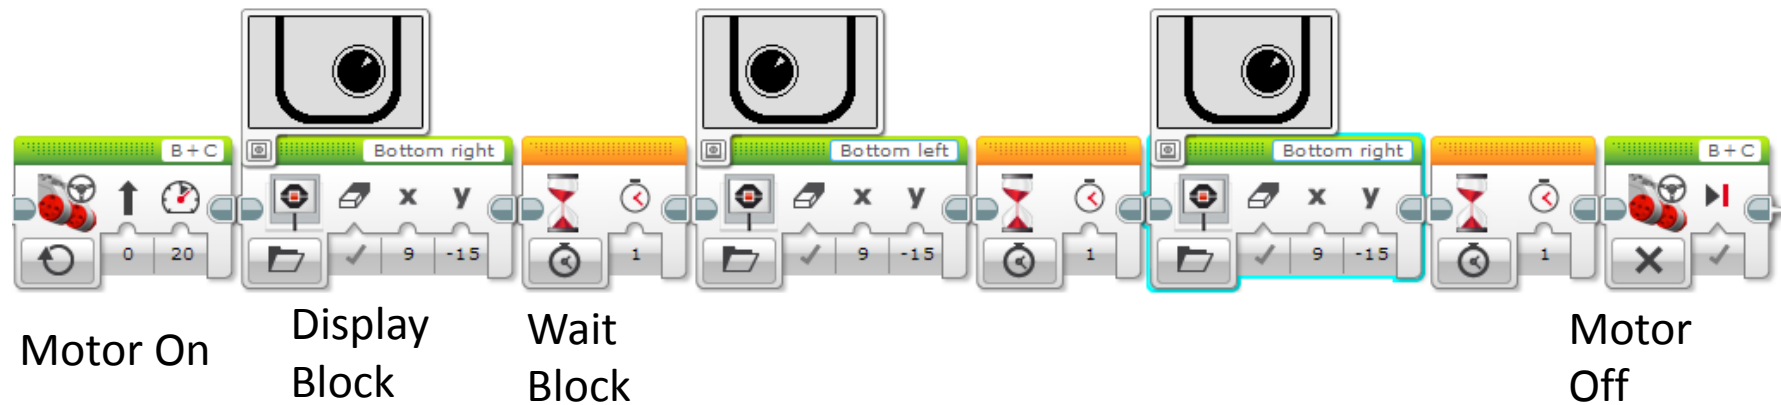 B + C
Bottom right
Bottom left
Bottom right
B + C
x y
x y
x y
0 20
9 -15
1
9 -15
1
9 -15
1
Motor On
Display
Block
Wait
Block
Motor
Off